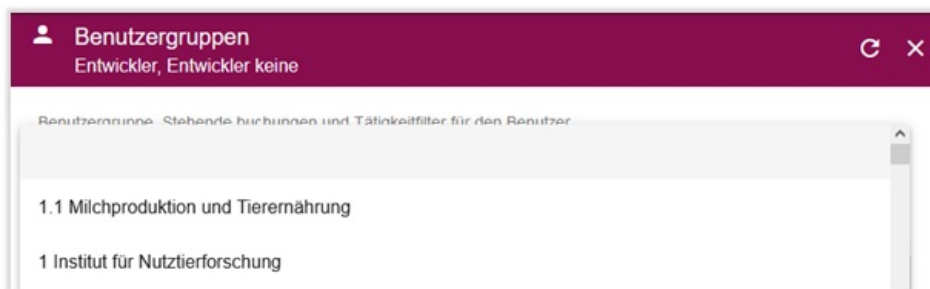 Benutzergruppen
Entwickler, Entwickler keine
Benutzergruppe, Stehende buchungen und Tätigkeitfilter für den Benutzer
1.1 Milchproduktion und Tierernährung
1 Institut für Nutztierforschung